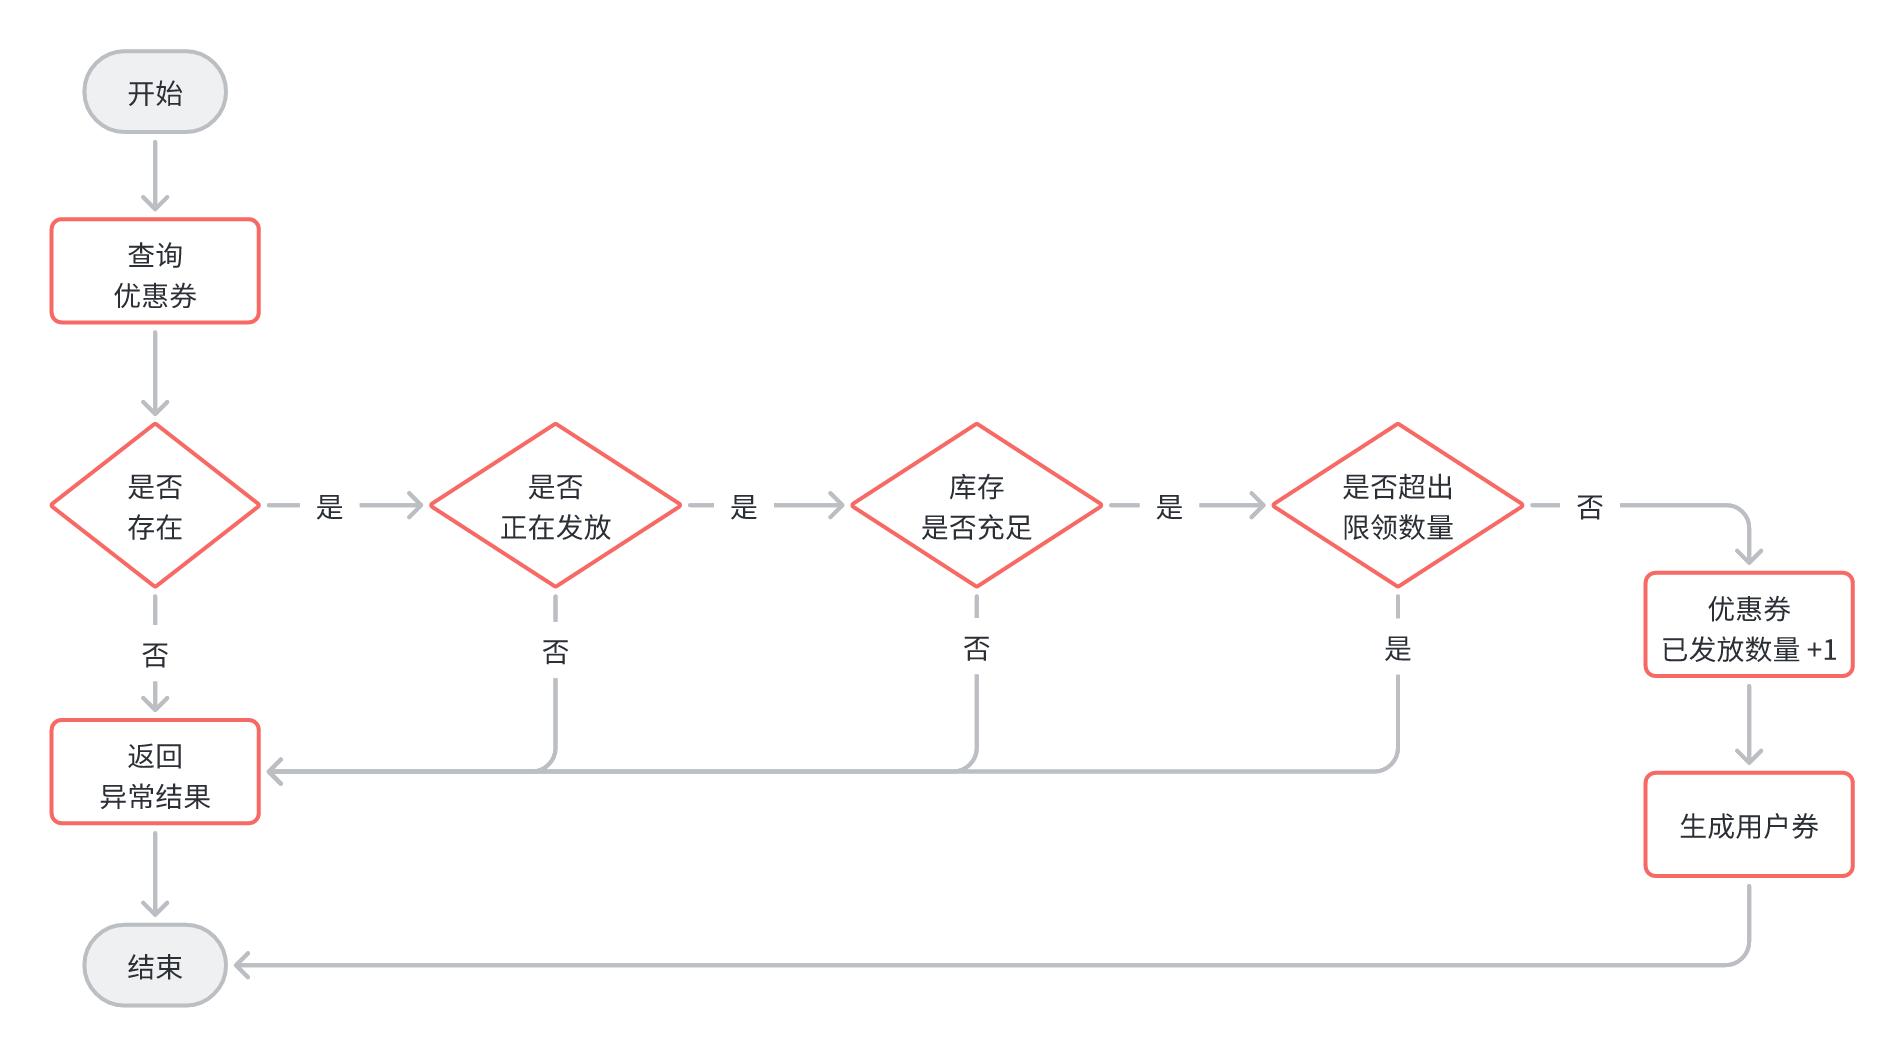 开始
查询
优惠券
是否
存在
是
是否
正在发放
是
库存
是否充足
是
是否超出
限领数量
否
优惠券
已发放数量 +1
否
否
否
是
返回
异常结果
生成用户券
结束